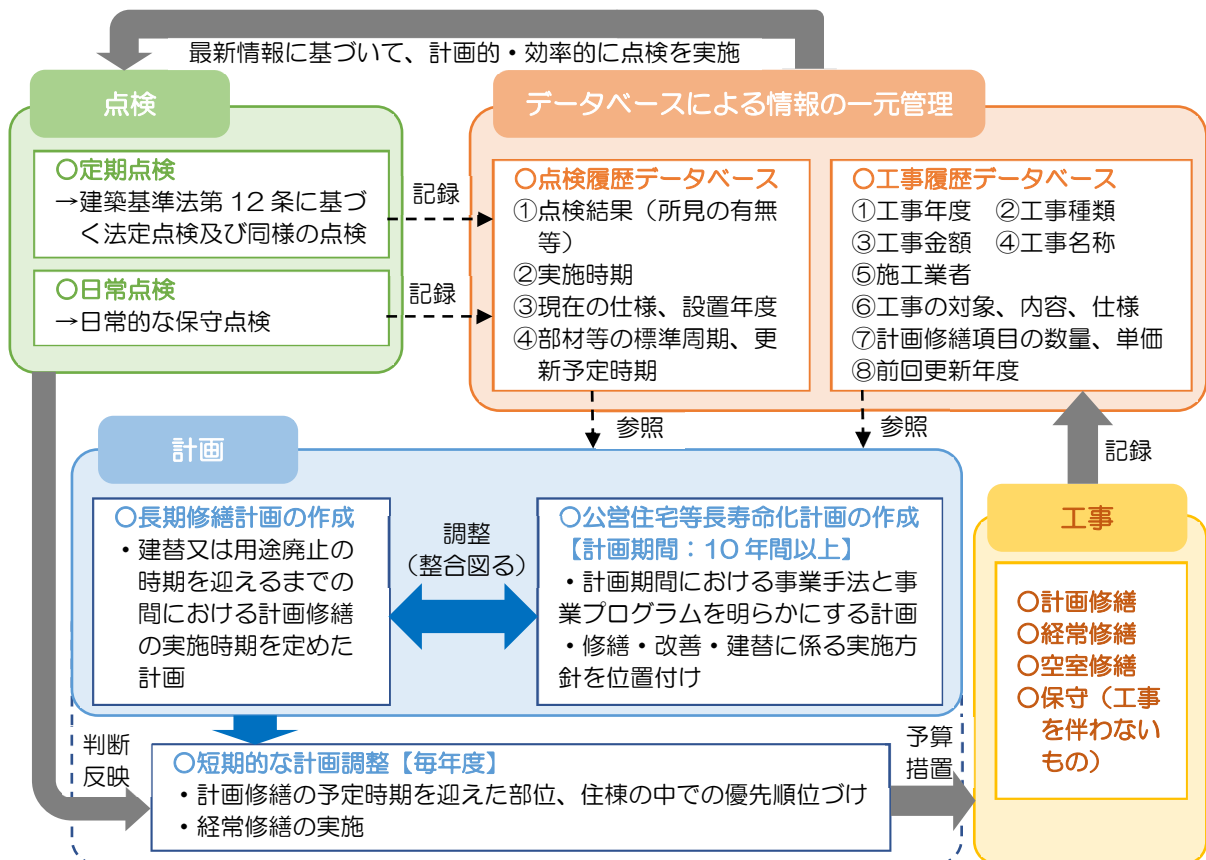 最新情報に基づいて、計画的・効率的に点検を実施
点検
○定期点検
→建築基準法第 12 条に基づ
く法定点検及び同様の点検
○日常点検
→日常的な保守点検
記録
記録
データベースによる情報の一元管理
○点検履歴データベース
①点検結果（所見の有無
等）
②実施時期
③現在の仕様、設置年度
④部材等の標準周期、更
新予定時期
○工事履歴データベース
①工事年度　②工事種類
③工事金額　④工事名称
⑤施工業者
⑥工事の対象、内容、仕様
⑦計画修繕項目の数量、単価
⑧前回更新年度
参照
参照
記録
計画
○長期修繕計画の作成
・建替又は用途廃止の
時期を迎えるまでの
間における計画修繕
の実施時期を定めた
計画
調整
（整合図る）
○公営住宅等長寿命化計画の作成
【計画期間：10 年間以上】
・計画期間における事業手法と事
業プログラムを明らかにする計画
・修繕・改善・建替に係る実施方
針を位置付け
工事
○計画修繕
○経常修繕
○空室修繕
○保守（工事
を伴わない
もの）
判断
反映
○短期的な計画調整【毎年度】
・計画修繕の予定時期を迎えた部位、住棟の中での優先順位づけ
・経常修繕の実施
予算
措置